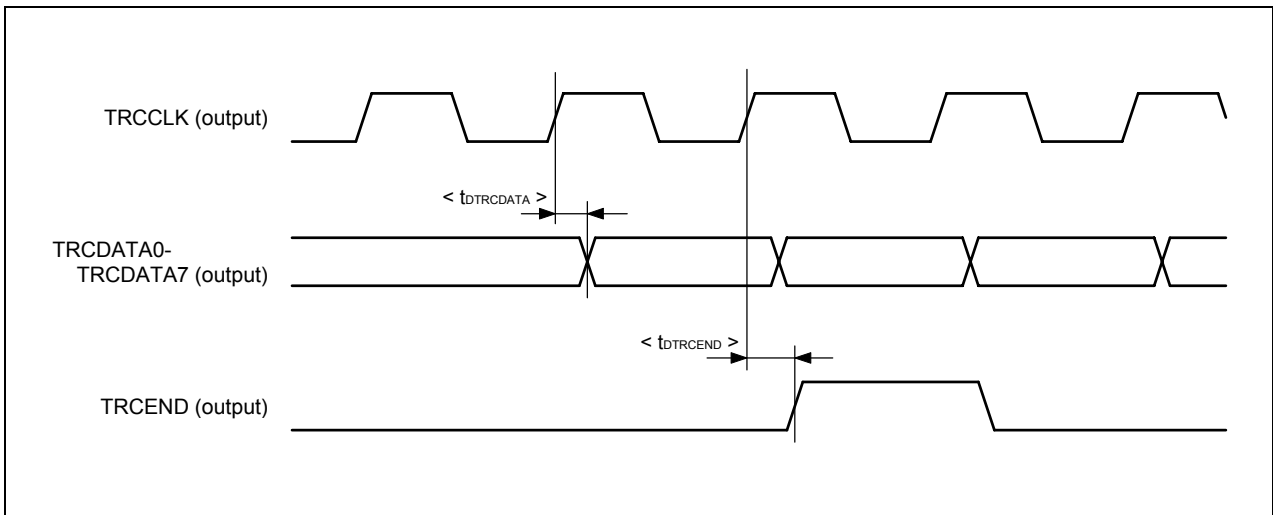 TRCCLK (output)
< tDTRCDATA >
TRCDATA0-
TRCDATA7 (output)
< tDTRCEND >
TRCEND (output)